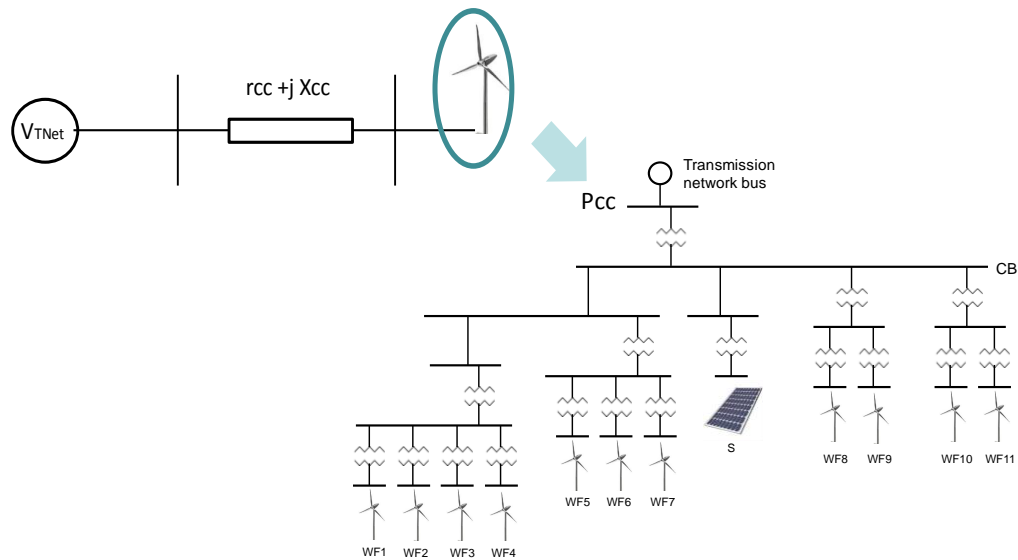 rcc +j Xcc
VTNet
Transmission
network bus
Pcc
CB
S
WF8
WF9
WF10
WF11
WF5
WF6
WF7
WF1
WF2
WF3
WF4